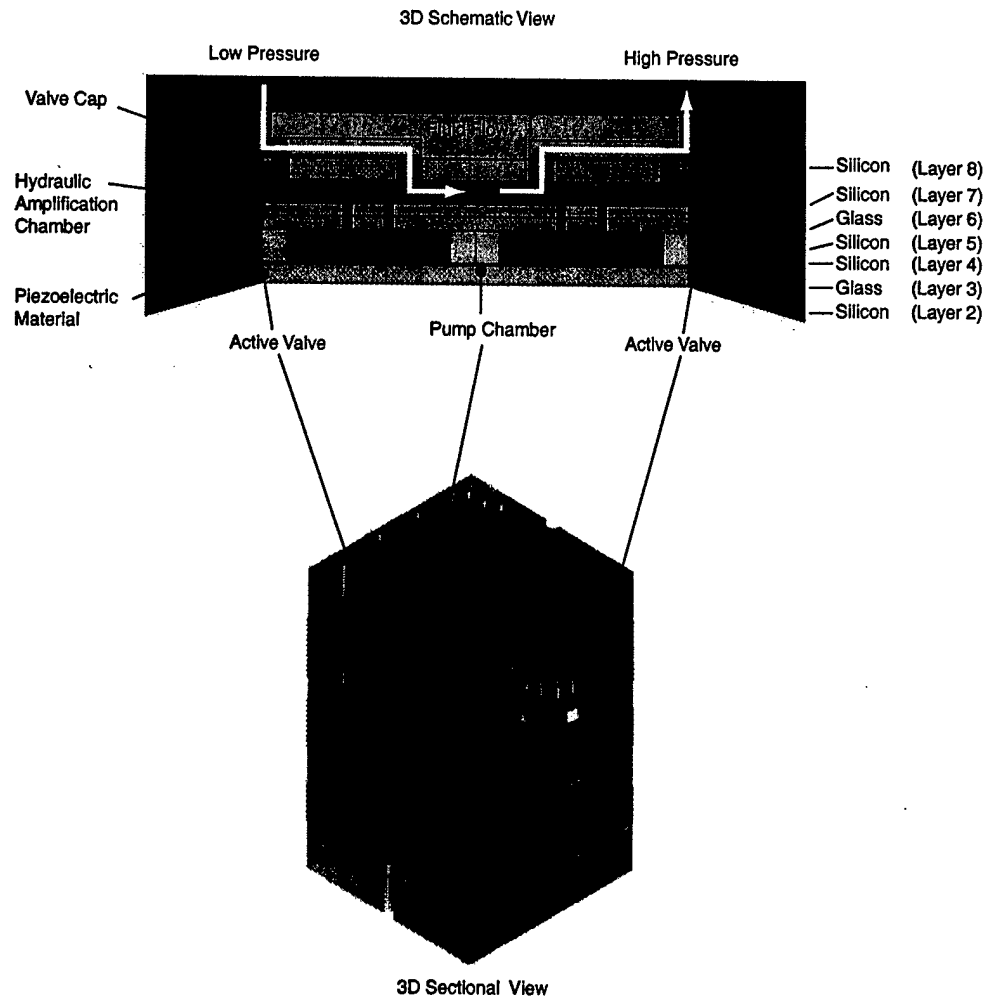 3D Schematic View
Low Pressure
High Pressure
Valve Cap
Fluid Flow
Hydraulic
Amplification
Chamber
Piezoelectric
Material
Silicon (Layer 8)
Silicon (Layer 7)
Glass (Layer 6)
Silicon (Layer 5)
Silicon (Layer 4)
Glass (Layer 3)
Silicon (Layer 2)
Active Valve
Pump Chamber
Active Valve
3D Sectional View